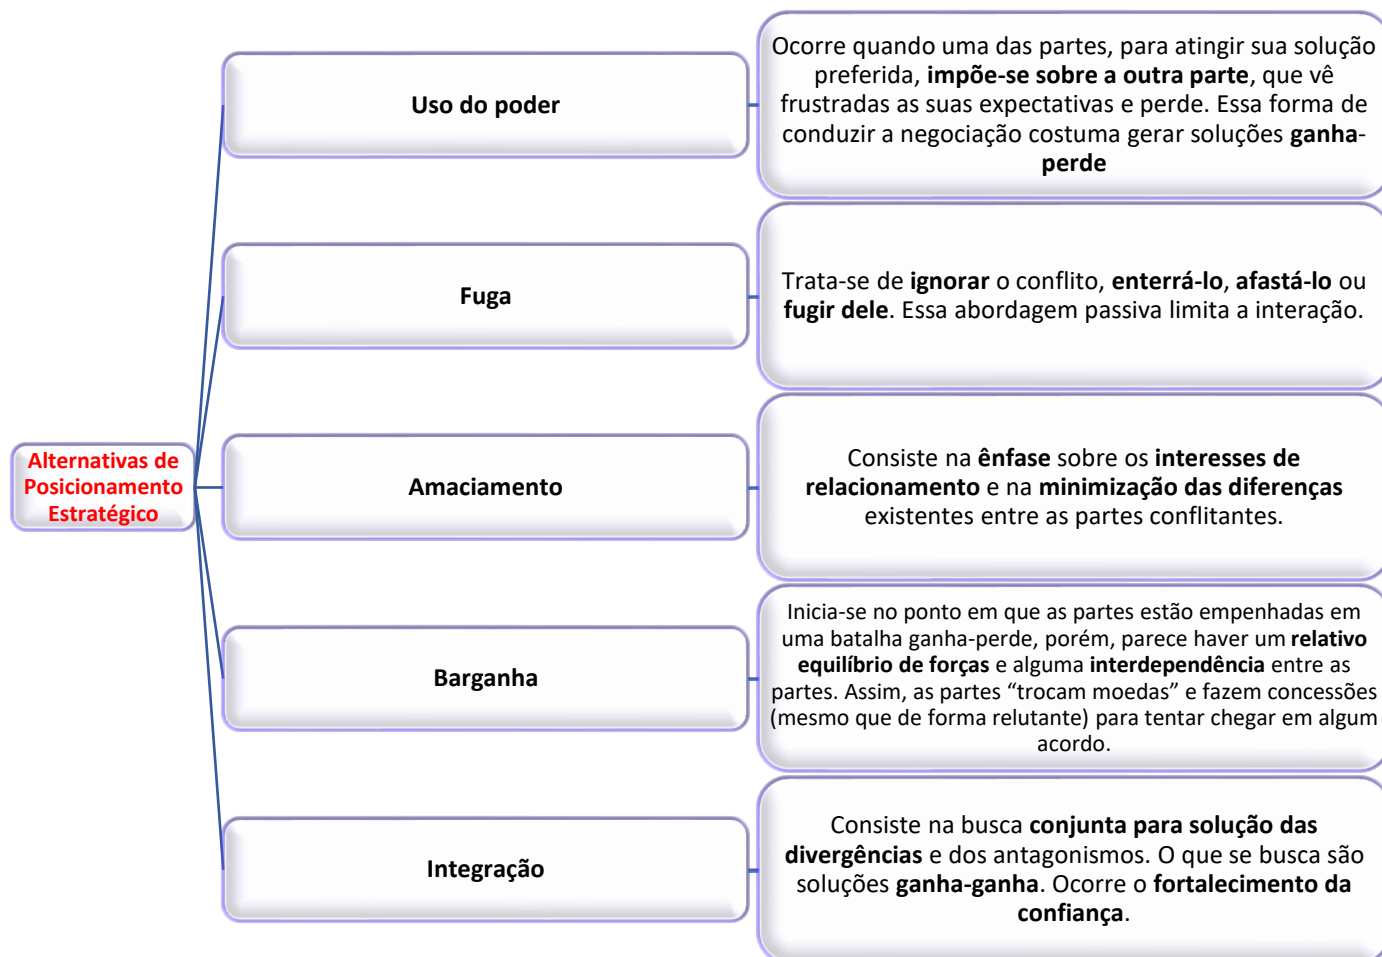 Alternativas de
Posicionamento
Estratégico
Uso do poder
Ocorre quando uma das partes, para atingir sua solução
preferida, impõe-se sobre a outra parte, que vê
frustradas as suas expectativas e perde. Essa forma de
conduzir a negociação costuma gerar soluções ganha-
perde
Fuga
Trata-se de ignorar o conflito, enterrá-lo, afastá-lo ou
fugir dele. Essa abordagem passiva limita a interação.
Amaciamento
Consiste na ênfase sobre os interesses de
relacionamento e na minimização das diferenças
existentes entre as partes conflitantes.
Barganha
Inicia-se no ponto em que as partes estão empenhadas em
uma batalha ganha-perde, porém, parece haver um relativo
equilíbrio de forças e alguma interdependência entre as
partes. Assim, as partes “trocam moedas” e fazem concessões
(mesmo que de forma relutante) para tentar chegar em algum
acordo.
Integração
Consiste na busca conjunta para solução das
divergências e dos antagonismos. O que se busca são
soluções ganha-ganha. Ocorre o fortalecimento da
confiança.